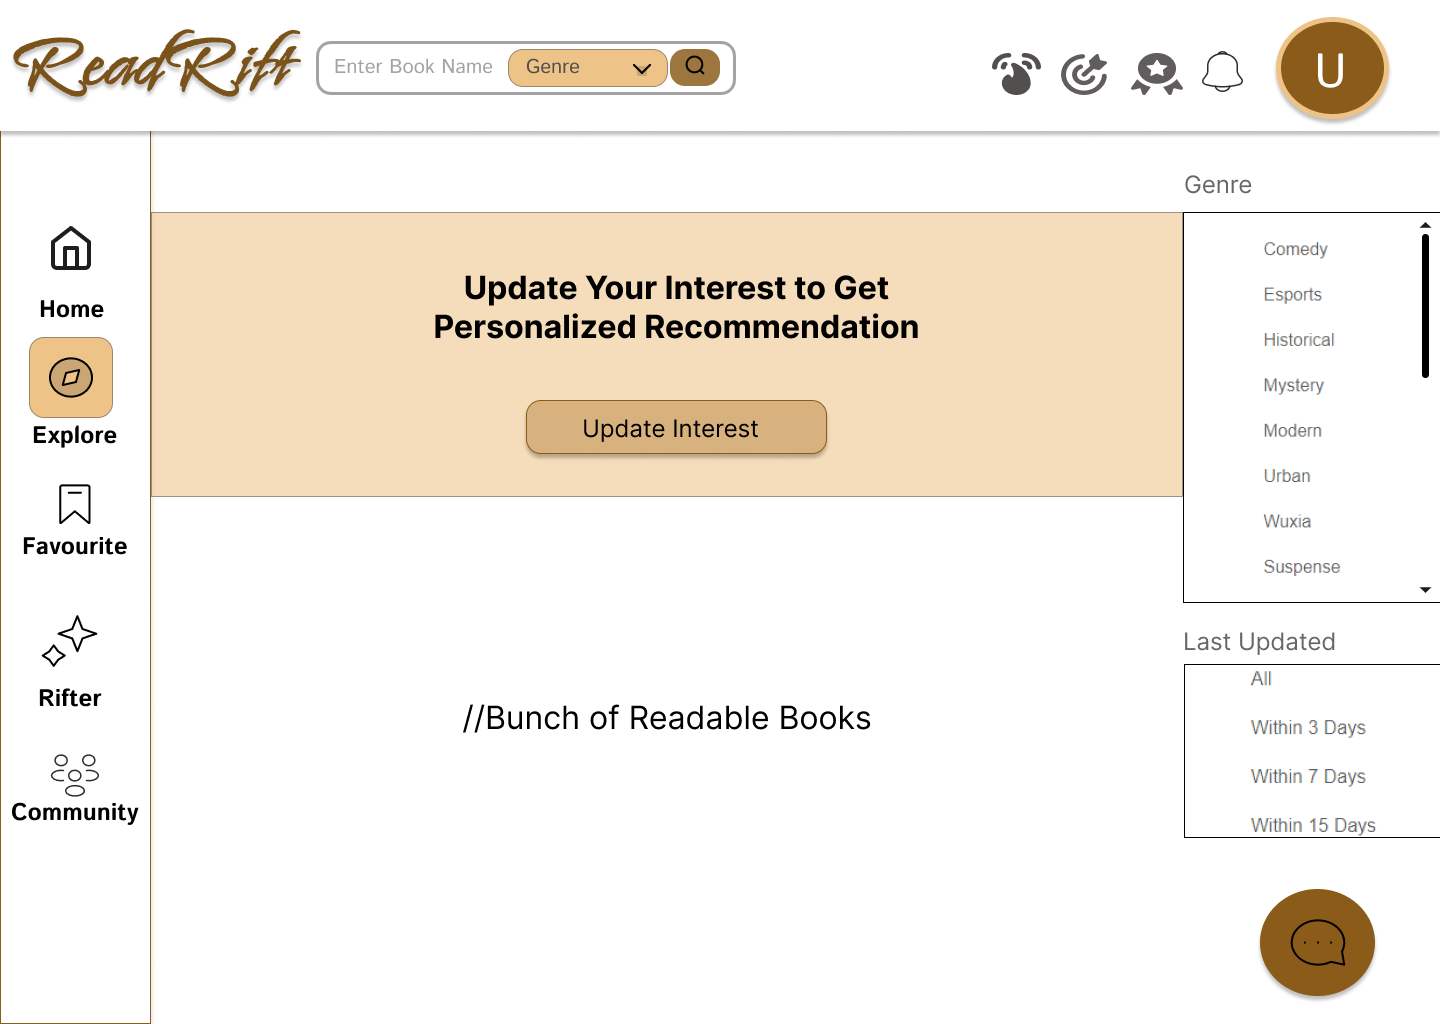 ReadRift
Enter Book Name
Genre
U
Home
Explore
Favourite
Rifter
Community
Update Your Interest to Get
Personalized Recommendation
Update Interest
//Bunch of Readable Books
Genre
Comedy
Esports
Historical
Mystery
Modern
Urban
Wuxia
Suspense
Last Updated
All
Within 3 Days
Within 7 Days
Within 15 Days